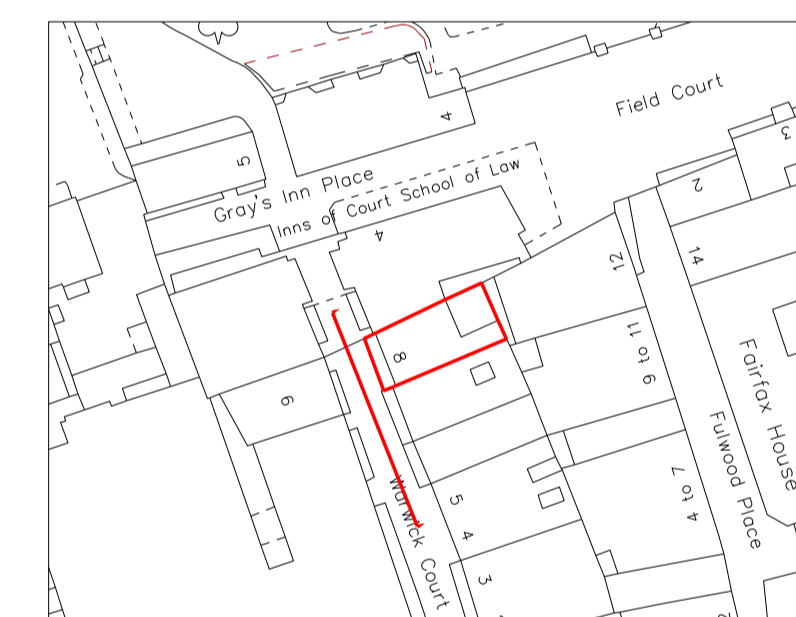 Field Court
4
3
5
Gray's Inn Place
Inns of Court School of Law
2
4
12
14
8
9 to 11
Fairfax House
6
Fulwood Place
Warwick Court
5
4
4 to 7
3